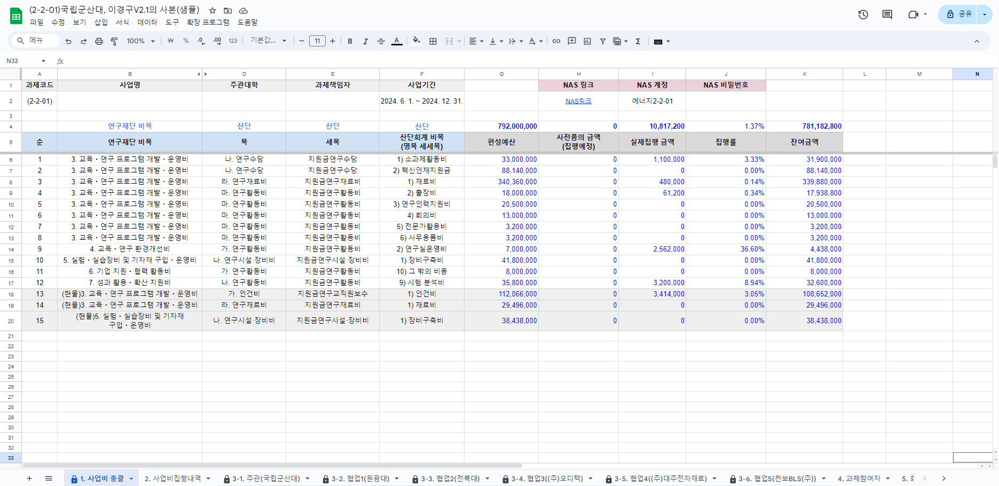 (2-2-01)국립군산대, 이경구V2.1의 사본(샘플)
파일 수정 보기 삽입 서식 데이터 도구 확장 프로그램 도움말
공유
메뉴 100% ₩ % .0 .00 123 기본값... 11 B I A Σ
N33 fx
A B D E F G H I J K L M N
1 과제코드 사업명 주관대학 과제책임자 사업기간 NAS 링크 NAS 계정 NAS 비밀번호
2 (2-2-01) 2024. 6. 1. ~ 2024. 12. 31. NAS링크 에너지2-2-01
3
4 연구재단 비목 산단 산단 산단 792,000,000 0 10,817,200 1.37% 781,182,800
5 순 연구재단 비목 목 세목 산단회계 비목 (명목 세세목) 편성예산 사전품의 금액 (집행예정) 실제집행 금액 집행률 잔여금액
6 1 3. 교육・연구 프로그램 개발・운영비 나. 연구수당 지원금연구수당 1) 소과제활동비 33,000,000 0 1,100,000 3.33% 31,900,000
7 2 3. 교육・연구 프로그램 개발・운영비 나. 연구수당 지원금연구수당 2) 혁신인재지원금 88,140,000 0 0 0.00% 88,140,000
8 3 3. 교육・연구 프로그램 개발・운영비 라. 연구재료비 지원금연구재료비 1) 재료비 340,360,000 0 480,000 0.14% 339,880,000
9 4 3. 교육・연구 프로그램 개발・운영비 마. 연구활동비 지원금연구활동비 2) 출장비 18,000,000 0 61,200 0.34% 17,938,800
10 5 3. 교육・연구 프로그램 개발・운영비 마. 연구활동비 지원금연구활동비 3) 연구인력지원비 20,500,000 0 0 0.00% 20,500,000
11 6 3. 교육・연구 프로그램 개발・운영비 마. 연구활동비 지원금연구활동비 4) 회의비 13,000,000 0 0 0.00% 13,000,000
12 7 3. 교육・연구 프로그램 개발・운영비 마. 연구활동비 지원금연구활동비 5) 전문가활용비 3,200,000 0 0 0.00% 3,200,000
13 8 3. 교육・연구 프로그램 개발・운영비 마. 연구활동비 지원금연구활동비 6) 사무용품비 3,200,000 0 0 0.00% 3,200,000
14 9 4. 교육・연구 환경개선비 가. 연구활동비 지원금연구활동비 2) 연구실운영비 7,000,000 0 2,562,000 36.60% 4,438,000
15 10 5. 실험・실습장비 및 기자재 구입・운영비 나. 연구시설·장비비 지원금연구시설·장비비 1) 장비구축비 41,800,000 0 0 0.00% 41,800,000
16 11 6. 기업 지원・협력 활동비 가. 연구활동비 지원금연구활동비 10) 그 밖의 비용 8,000,000 0 0 0.00% 8,000,000
17 12 7. 성과 활용・확산 지원비 나. 연구활동비 지원금연구활동비 9) 시험 분석비 35,800,000 0 3,200,000 8.94% 32,600,000
18 13 (현물)3. 교육・연구 프로그램 개발・운영비 가. 인건비 지원금연구교직원보수 1) 인건비 112,066,000 0 3,414,000 3.05% 108,652,000
19 14 (현물)3. 교육・연구 프로그램 개발・운영비 라. 연구재료비 지원금연구재료비 1) 재료비 29,496,000 0 0 0.00% 29,496,000
20 15 (현물)5. 실험・실습장비 및 기자재 구입・운영비 나. 연구시설·장비비 지원금연구시설·장비비 1) 장비구축비 38,438,000 0 0 0.00% 38,438,000
21
22
23
24
25
26
27
28
29
30
31
32
33
1. 사업비 총괄 2. 사업비집행내역 3-1. 주관(국립군산대) 3-2. 협업1(원광대) 3-3. 협업2(전북대) 3-4. 협업3((주)오디텍) 3-5. 협업4((주)대주전자재료) 3-6. 협업5(천보BLS(주)) 4. 과제참여자 5.